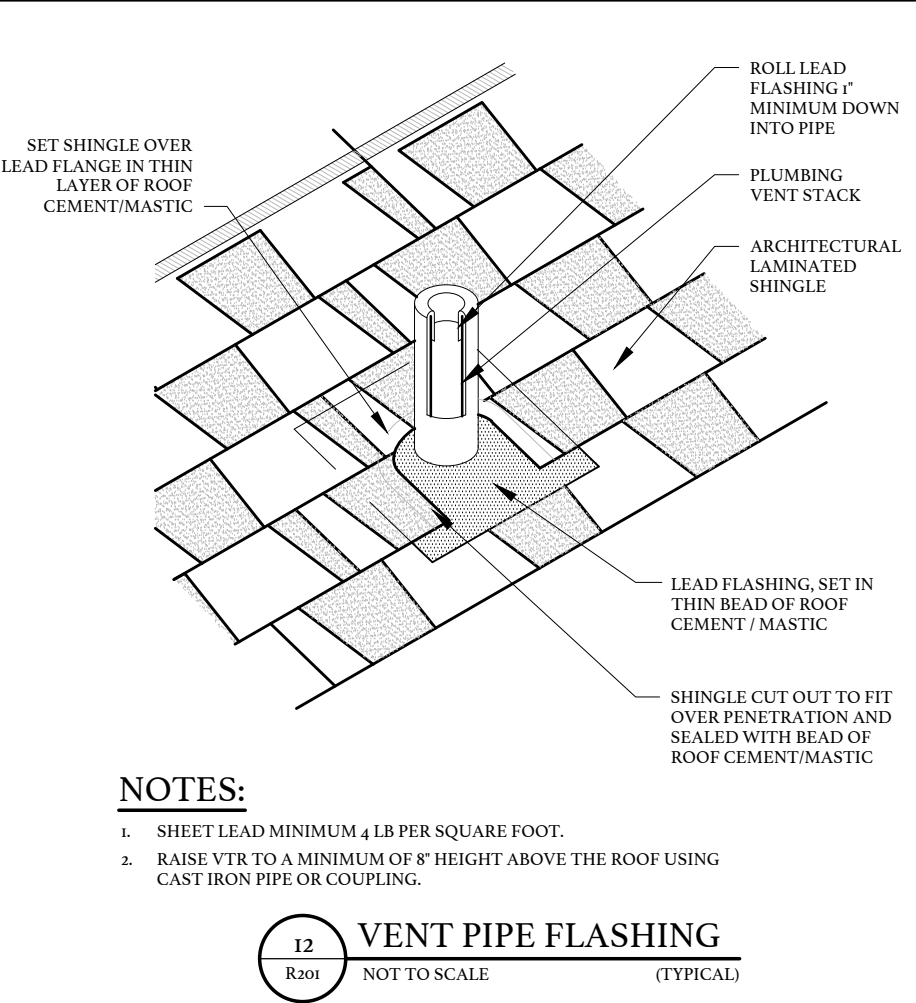 ROLL LEAD
FLASHING 1"
MINIMUM DOWN
INTO PIPE
SET SHINGLE OVER
LEAD FLANGE IN THIN
LAYER OF ROOF
CEMENT/MASTIC
PLUMBING
VENT STACK
ARCHITECTURAL
LAMINATED
SHINGLE
LEAD FLASHING, SET IN
THIN BEAD OF ROOF
CEMENT / MASTIC
SHINGLE CUT OUT TO FIT
OVER PENETRATION AND
SEALED WITH BEAD OF
ROOF CEMENT/MASTIC
NOTES:
1. SHEET LEAD MINIMUM 4 LB PER SQUARE FOOT.
2. RAISE VTR TO A MINIMUM OF 8" HEIGHT ABOVE THE ROOF USING
CAST IRON PIPE OR COUPLING.
12
R201
VENT PIPE FLASHING
NOT TO SCALE (TYPICAL)